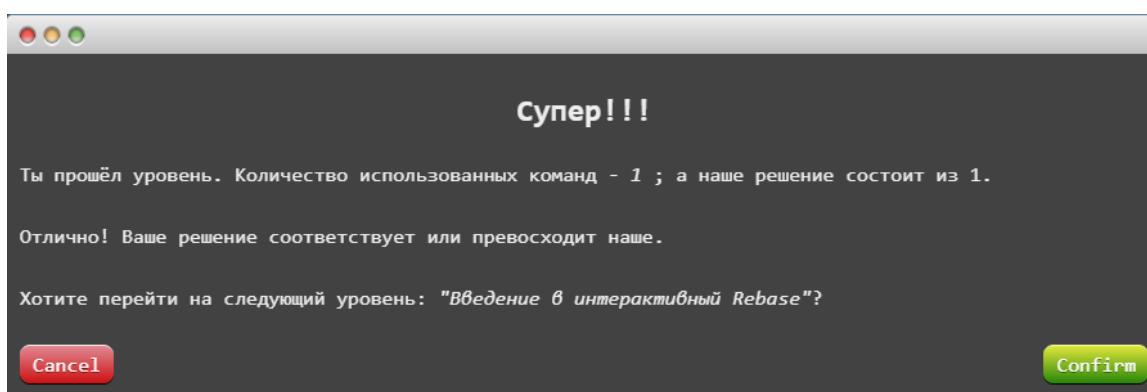 Супер!!!
Ты прошёл уровень. Количество использованных команд - 1 ; а наше решение состоит из 1.
Отлично! Ваше решение соответствует или превосходит наше.
Хотите перейти на следующий уровень: "Введение в интерактивный Rebase"?
Cancel
Confirm